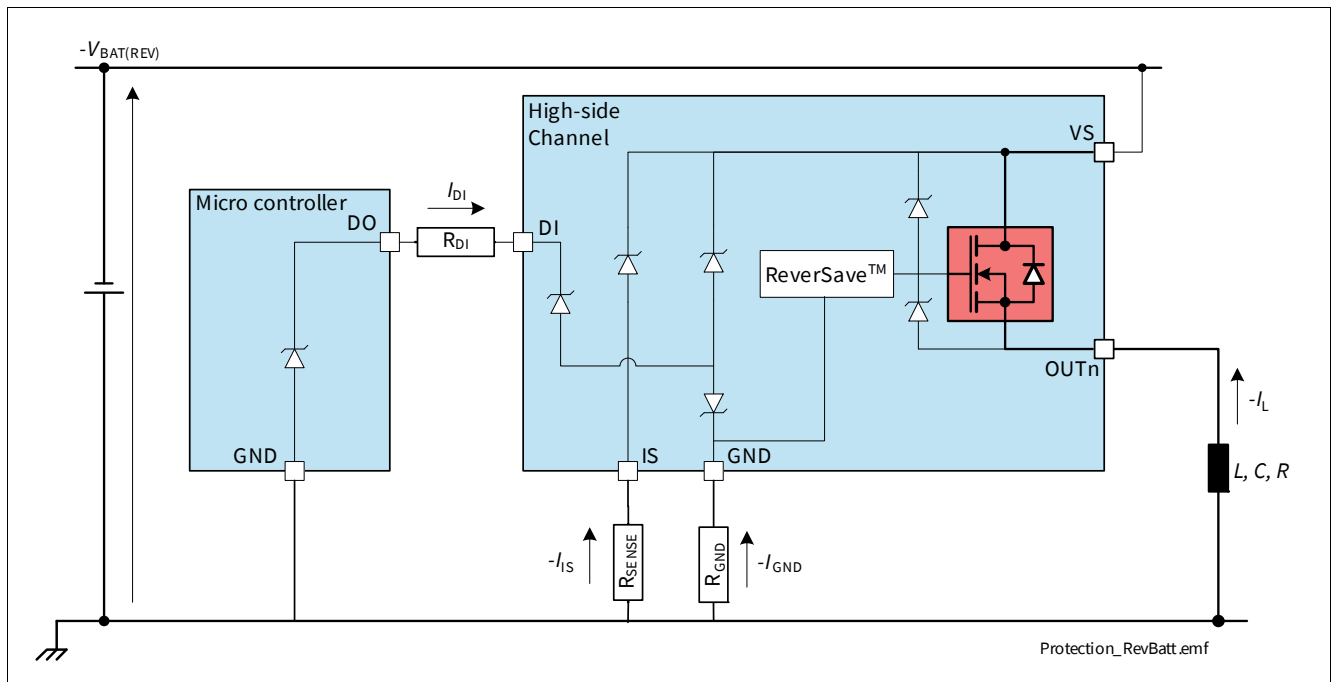 -VBAT(REV)
High-side
Channel
VS
Micro controller
DO
IDI
RDI
DI
ReverSave™
OUTn
-IL
GND
IS
GND
L, C, R
-IIS
RSENSE
RGND
-IGND
Protection_RevBatt.emf